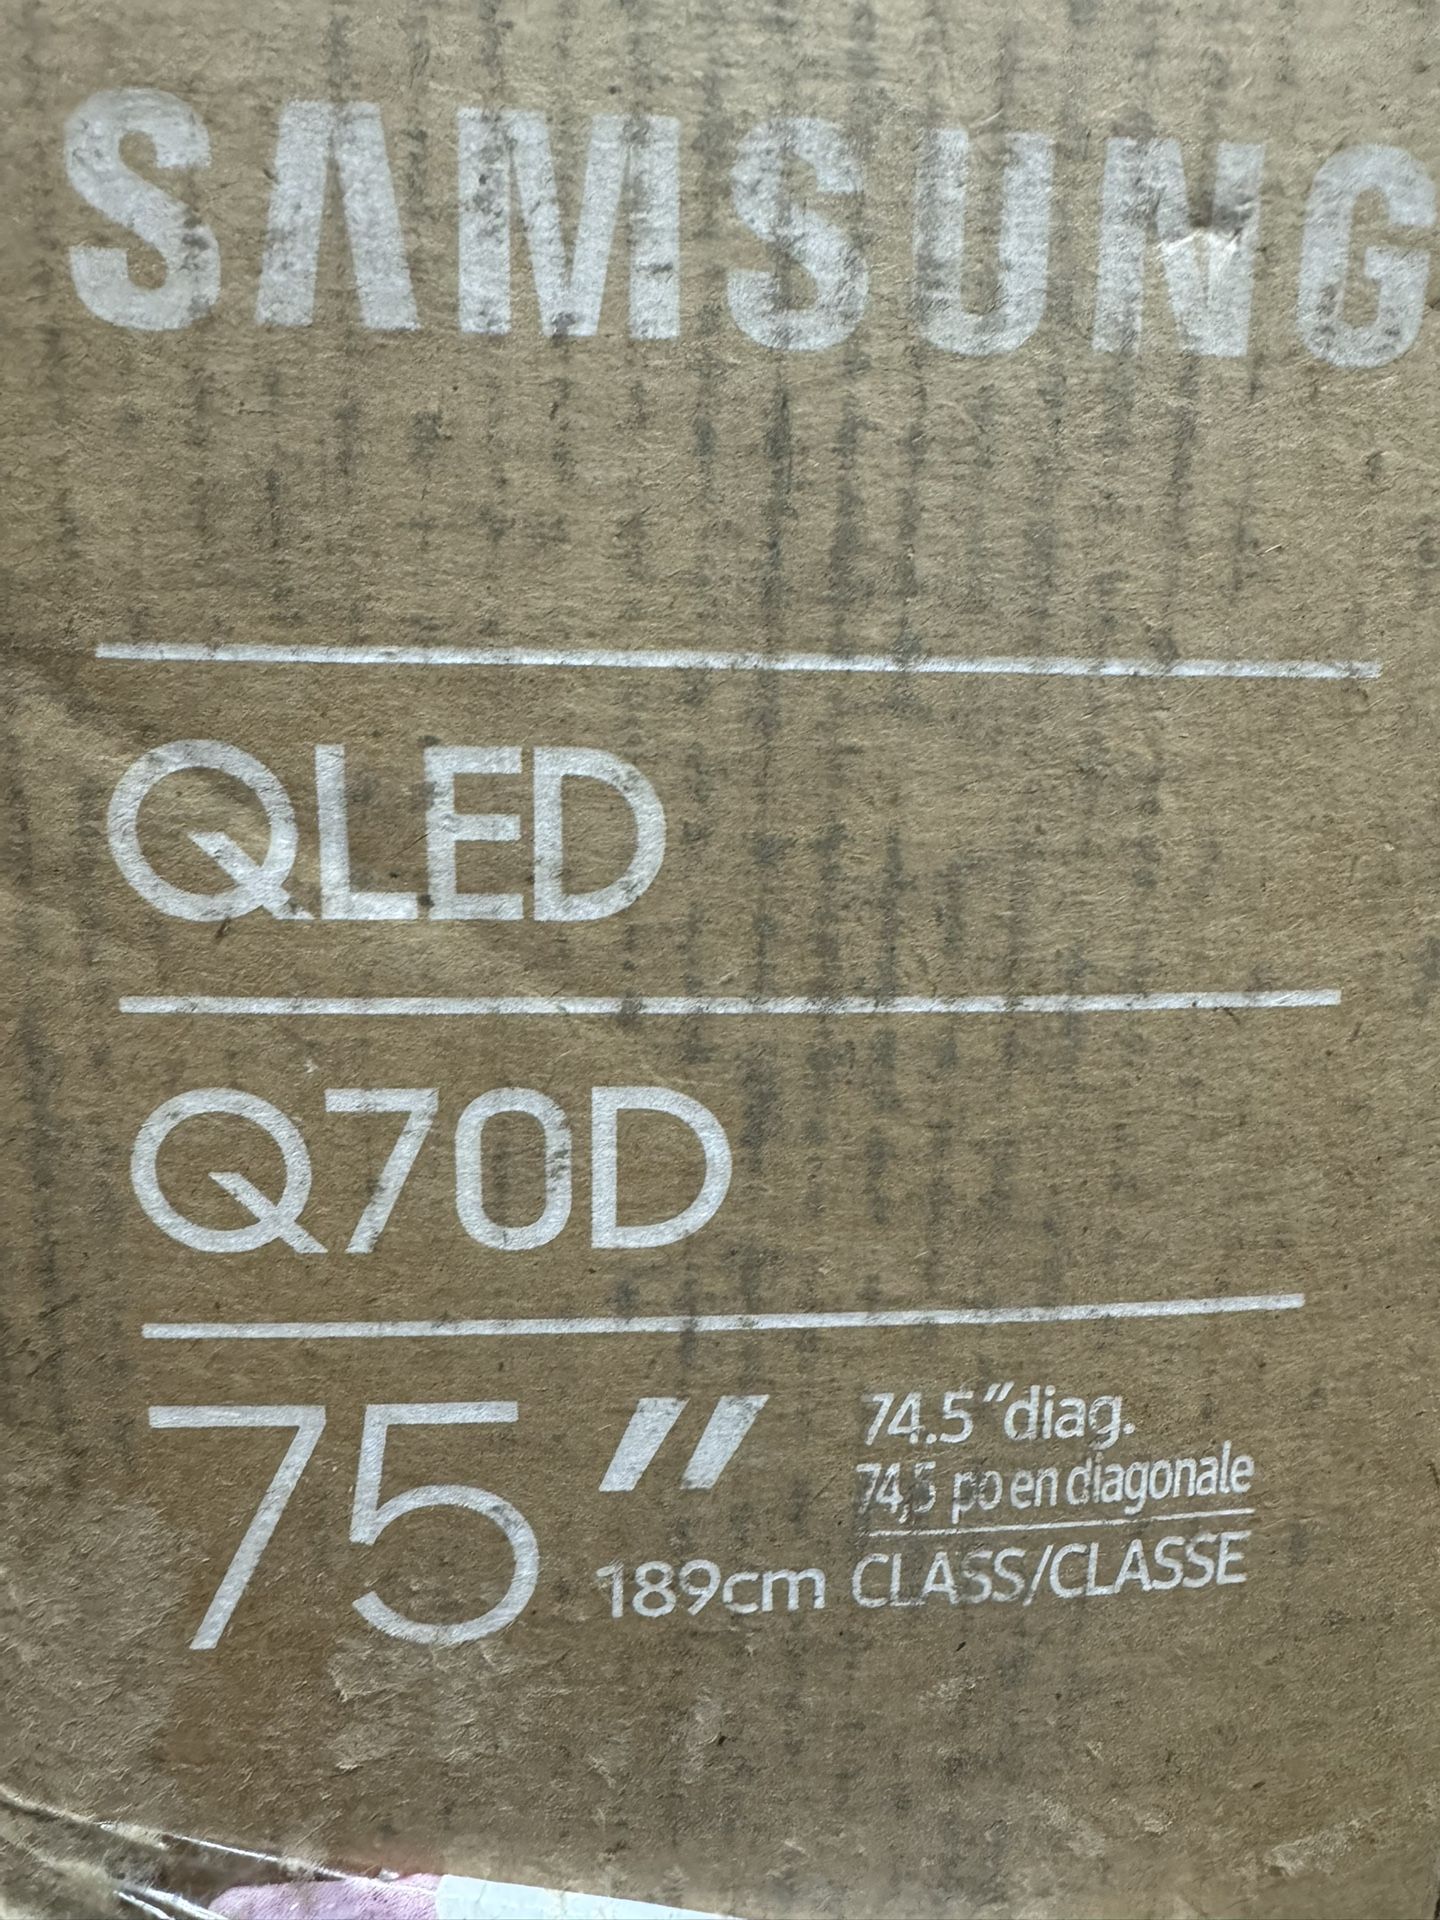 SAMSUNG
QLED
Q70D
75"
74.5"diag.
74,5 po en diagonale
189cm CLASS/CLASSE